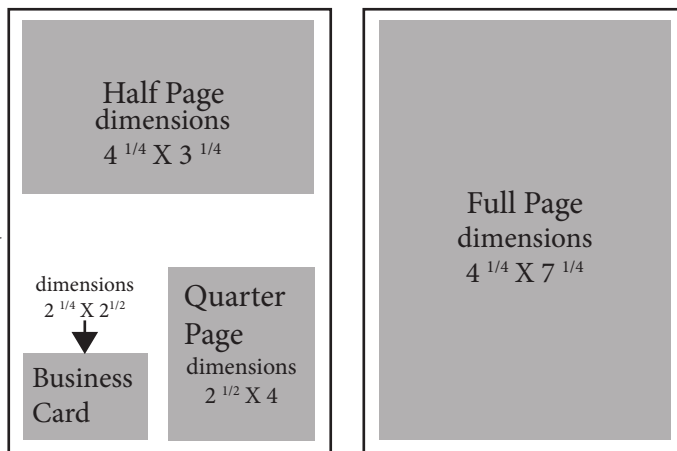 Half Page
dimensions
4 1/4 X 3 1/4
dimensions
2 1/4 X 2 1/2
Business
Card
Quarter
Page
dimensions
2 1/2 X 4
Full Page
dimensions
4 1/4 X 7 1/4